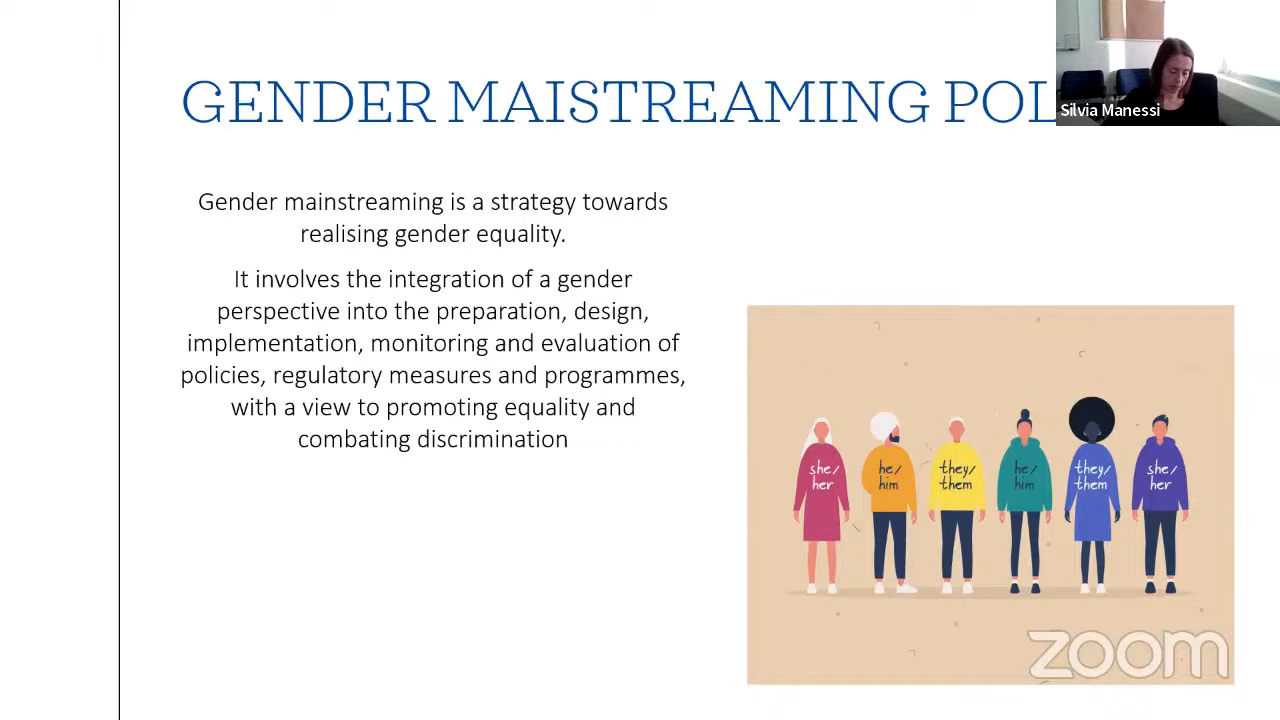 GENDER MAISTREAMING POL
Silvia Manessi
Gender mainstreaming is a strategy towards
realising gender equality.
It involves the integration of a gender
perspective into the preparation, design,
implementation, monitoring and evaluation of
policies, regulatory measures and programmes,
with a view to promoting equality and
combating discrimination
she/
her
he/
him
they/
them
he/
him
they/
them
she/
her
zoom